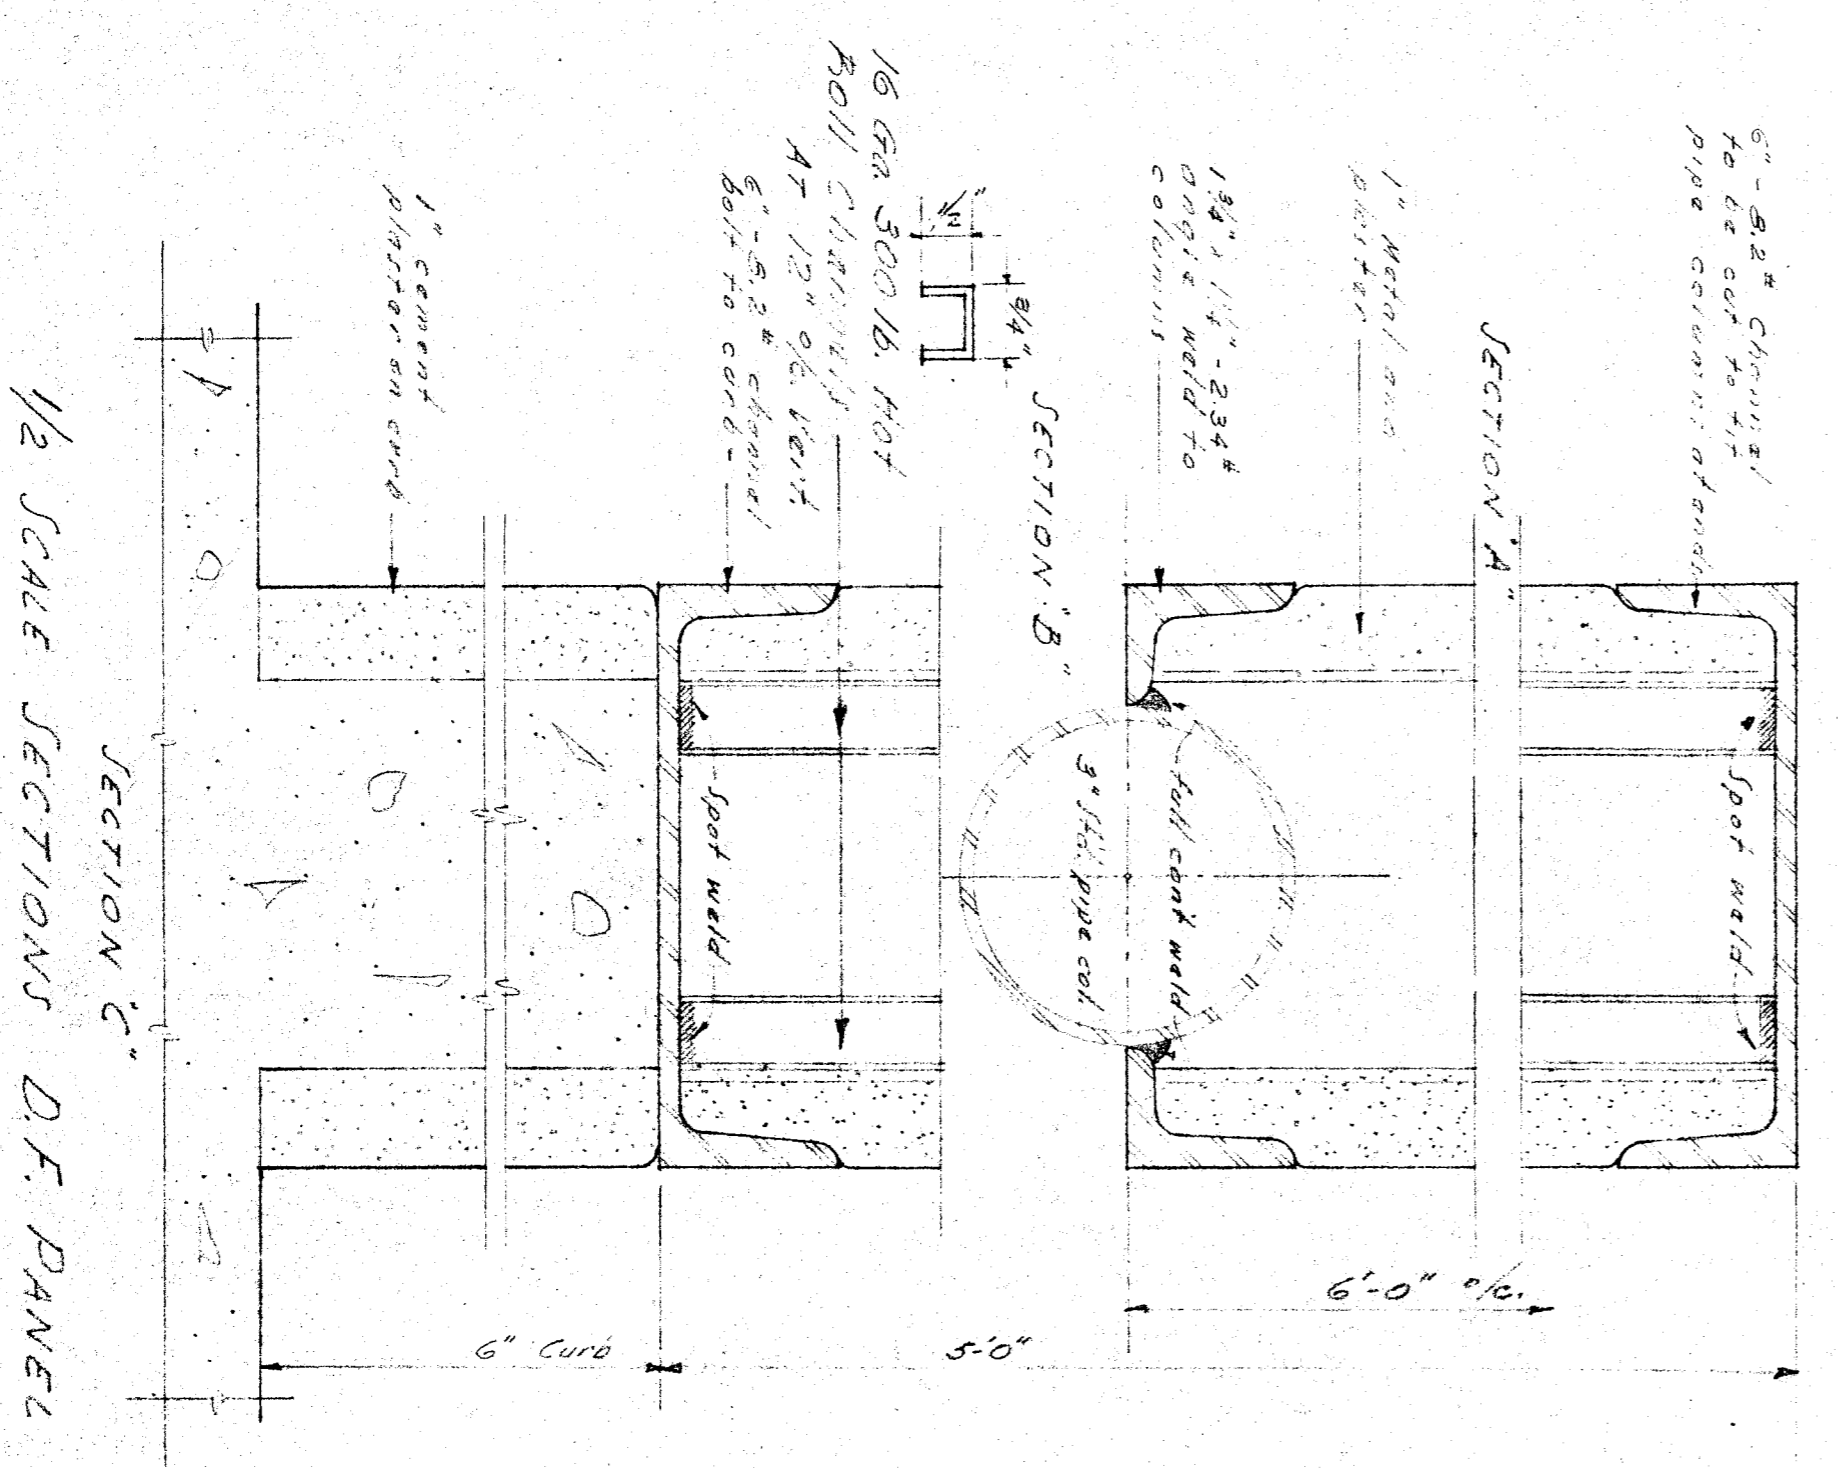 6" - 8.2# Channel
to be cut to fit
pipe columns at ends
SECTION "A"
Spot weld
1" Metal and
plaster
1 3/4" x 1 1/4" - 2.34#
angle weld to
columns
full cont weld
3" Std. pipe col.
SECTION "B"
3/4"
1/2"
16 Ga. 300 lb. Hot
Roll Channels
At 12" o/c. Vert.
6" - 8.2# channel
bolt to curb
Spot weld
1" cement
plaster on curb
SECTION "C"
1/2 SCALE SECTIONS D.F. PANEL
6'-0" o/c.
5'-0"
6" Curb